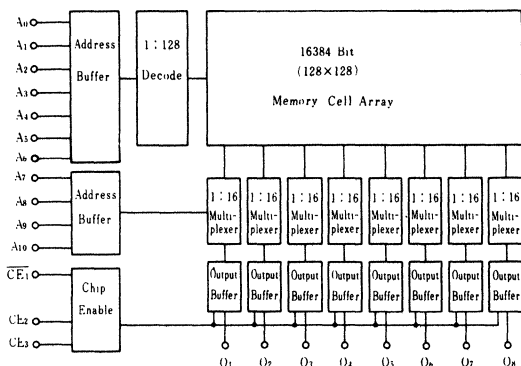 A0
A1
A2
A3
A4
A5
A6
Address
Buffer
1:128
Decode
16384 Bit
(128×128)
Memory Cell Array
A7
A8
A9
A10
Address
Buffer
1:16
Multi-
plexer
1:16
Multi-
plexer
1:16
Multi-
plexer
1:16
Multi-
plexer
1:16
Multi-
plexer
1:16
Multi-
plexer
1:16
Multi-
plexer
1:16
Multi-
plexer
CE1
CE2
CE3
Chip
Enable
Output
Buffer
Output
Buffer
Output
Buffer
Output
Buffer
Output
Buffer
Output
Buffer
Output
Buffer
Output
Buffer
O1
O2
O3
O4
O5
O6
O7
O8